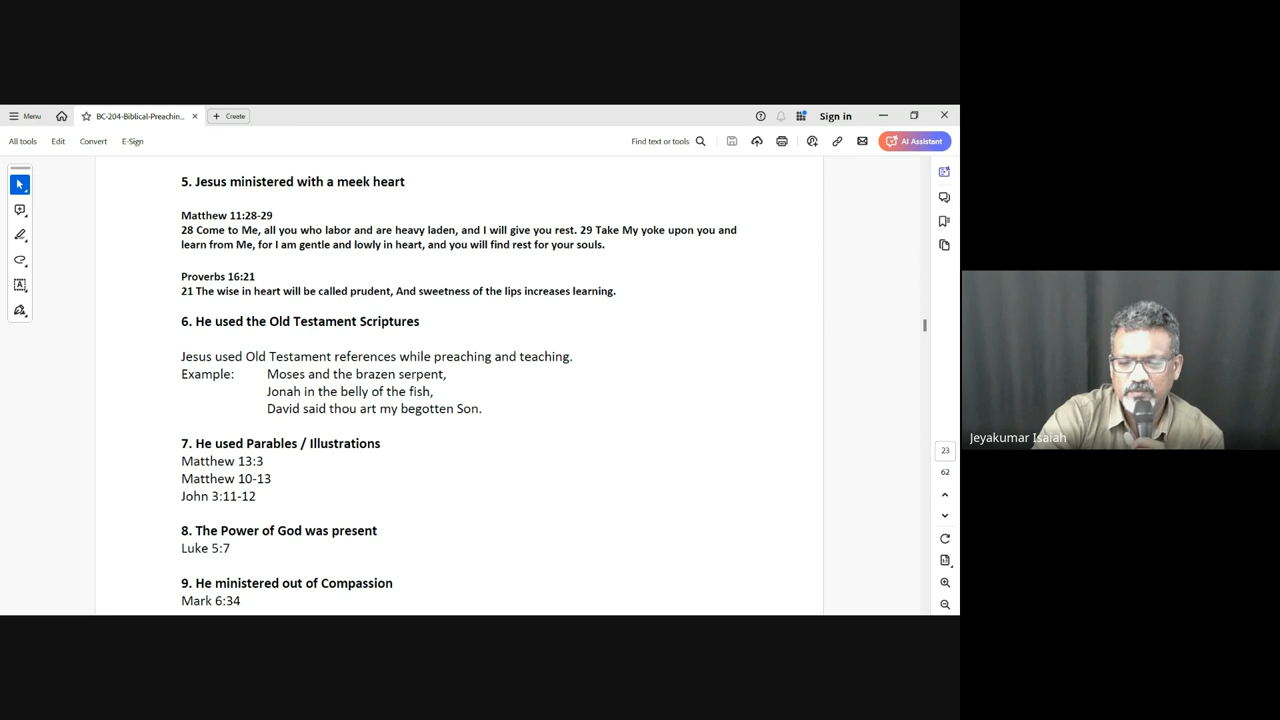 Menu
BC-204-Biblical-Preachin...
Create
Sign in
All tools
Edit
Convert
E-Sign
Find text or tools
AI Assistant
5. Jesus ministered with a meek heart
Matthew 11:28-29
28 Come to Me, all you who labor and are heavy laden, and I will give you rest. 29 Take My yoke upon you and
learn from Me, for I am gentle and lowly in heart, and you will find rest for your souls.
Proverbs 16:21
21 The wise in heart will be called prudent, And sweetness of the lips increases learning.
6. He used the Old Testament Scriptures
Jesus used Old Testament references while preaching and teaching.
Example: Moses and the brazen serpent,
Jonah in the belly of the fish,
David said thou art my begotten Son.
7. He used Parables / Illustrations
Matthew 13:3
Matthew 10-13
John 3:11-12
8. The Power of God was present
Luke 5:7
9. He ministered out of Compassion
Mark 6:34
23
62
Jeyakumar Isaiah